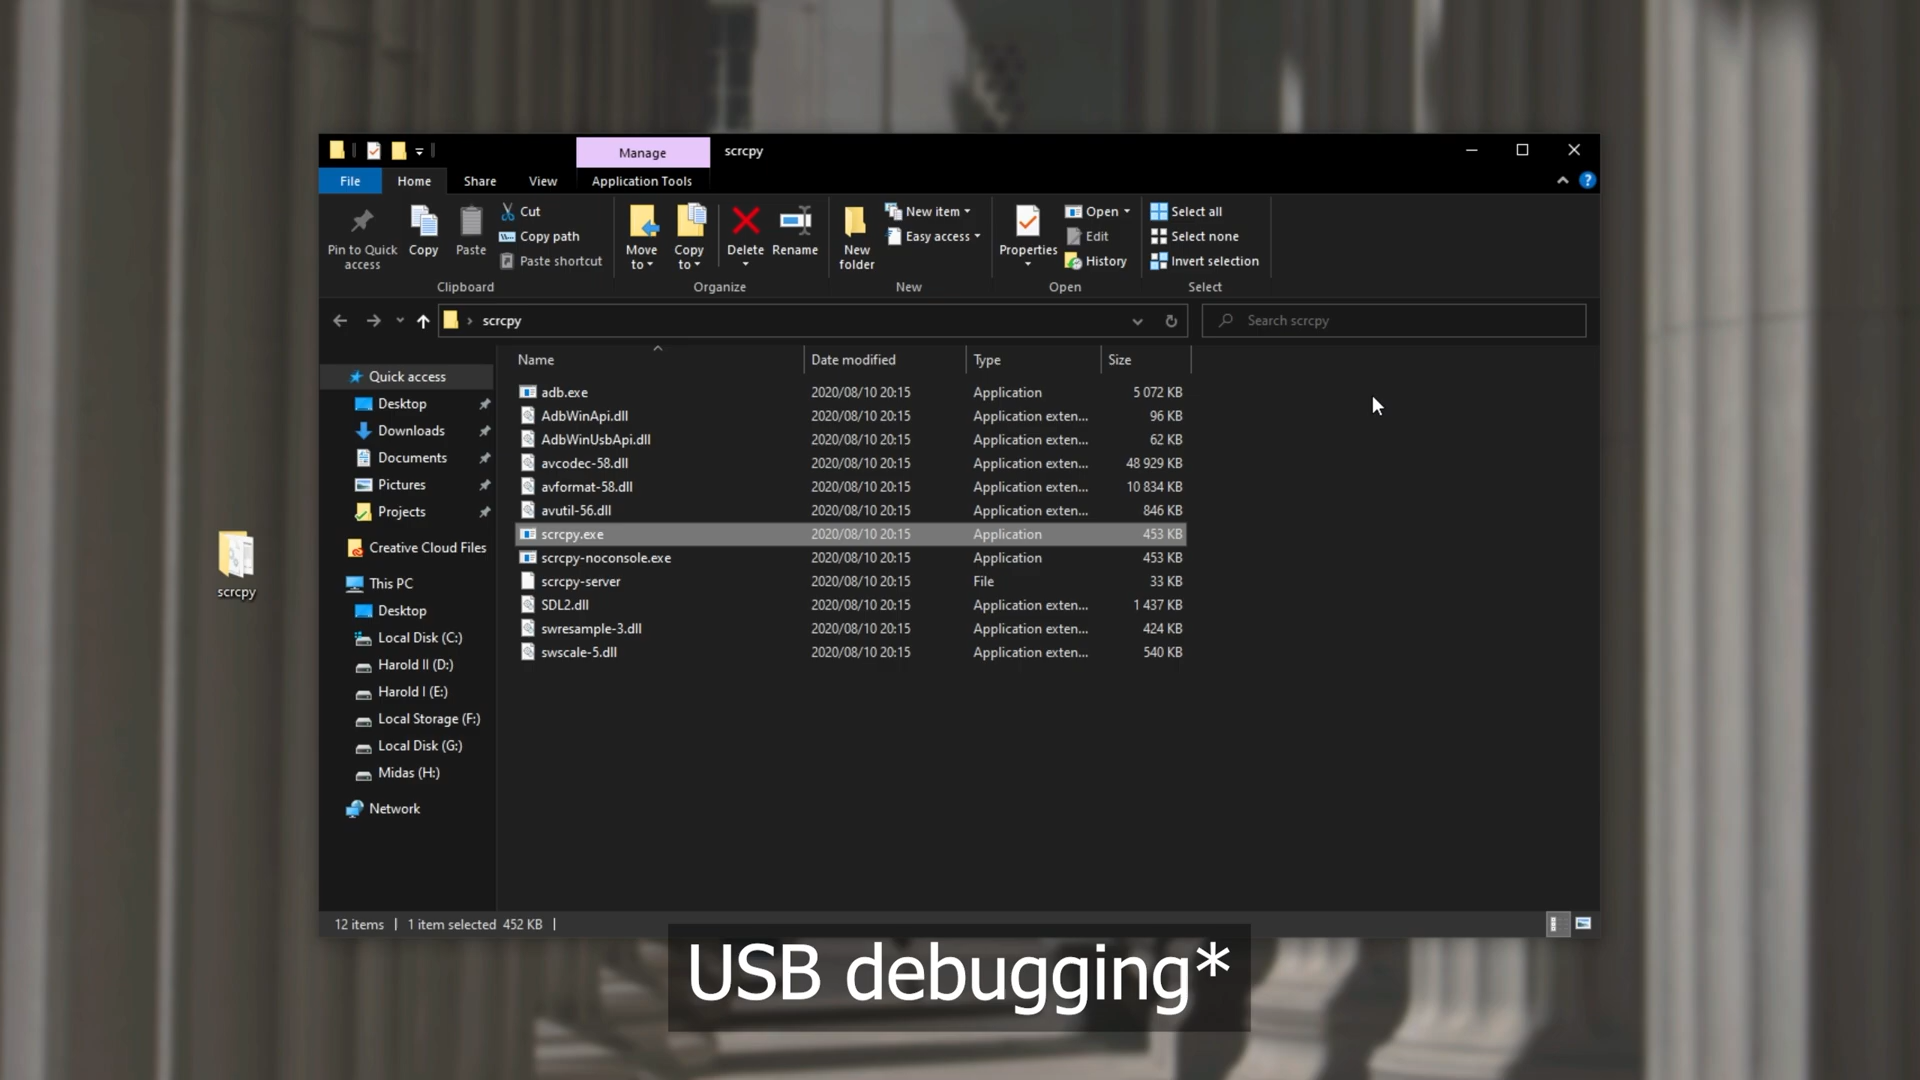 Manage
scrcpy
File
Home
Share
View
Application Tools
Pin to Quick access
Copy
Paste
Cut
Copy path
Paste shortcut
Clipboard
Move to
Copy to
Delete
Rename
Organize
New folder
New item
Easy access
New
Properties
Open
Edit
History
Open
Select all
Select none
Invert selection
Select
scrcpy
Search scrcpy
Name Date modified Type Size
adb.exe 2020/08/10 20:15 Application 5 072 KB
AdbWinApi.dll 2020/08/10 20:15 Application exten... 96 KB
AdbWinUsbApi.dll 2020/08/10 20:15 Application exten... 62 KB
avcodec-58.dll 2020/08/10 20:15 Application exten... 48 929 KB
avformat-58.dll 2020/08/10 20:15 Application exten... 10 834 KB
avutil-56.dll 2020/08/10 20:15 Application exten... 846 KB
scrcpy.exe 2020/08/10 20:15 Application 453 KB
scrcpy-noconsole.exe 2020/08/10 20:15 Application 453 KB
scrcpy-server 2020/08/10 20:15 File 33 KB
SDL2.dll 2020/08/10 20:15 Application exten... 1 437 KB
swresample-3.dll 2020/08/10 20:15 Application exten... 424 KB
swscale-5.dll 2020/08/10 20:15 Application exten... 540 KB
Quick access
Desktop
Downloads
Documents
Pictures
Projects
Creative Cloud Files
This PC
Desktop
Local Disk (C:)
Harold II (D:)
Harold I (E:)
Local Storage (F:)
Local Disk (G:)
Midas (H:)
Network
scrcpy
12 items
1 item selected 452 KB
USB debugging*